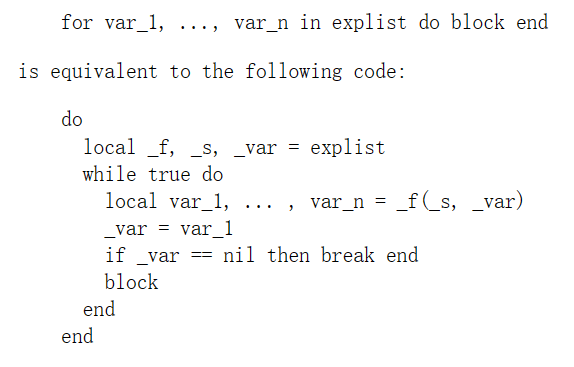 for var_1, ..., var_n in explist do block end
is equivalent to the following code:
do
local _f, _s, _var = explist
while true do
local var_1, ... , var_n = _f(_s, _var)
_var = var_1
if _var == nil then break end
block
end
end